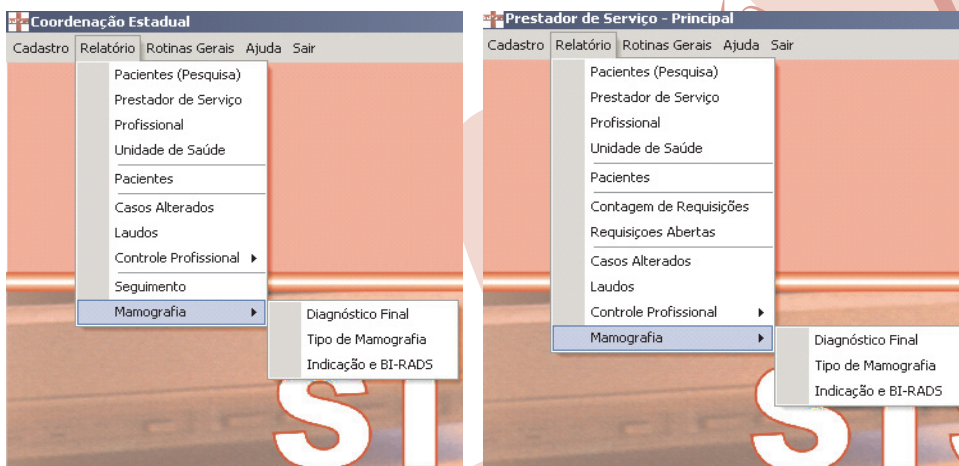 Coordenação Estadual
Cadastro Relatório Rotinas Gerais Ajuda Sair
Pacientes (Pesquisa)
Prestador de Serviço
Profissional
Unidade de Saúde
Pacientes
Casos Alterados
Laudos
Controle Profissional
Seguimento
Mamografia
Diagnóstico Final
Tipo de Mamografia
Indicação e BI-RADS
Prestador de Serviço - Principal
Cadastro Relatório Rotinas Gerais Ajuda Sair
Pacientes (Pesquisa)
Prestador de Serviço
Profissional
Unidade de Saúde
Pacientes
Contagem de Requisições
Requisiçoes Abertas
Casos Alterados
Laudos
Controle Profissional
Mamografia
Diagnóstico Final
Tipo de Mamografia
Indicação e BI-RADS